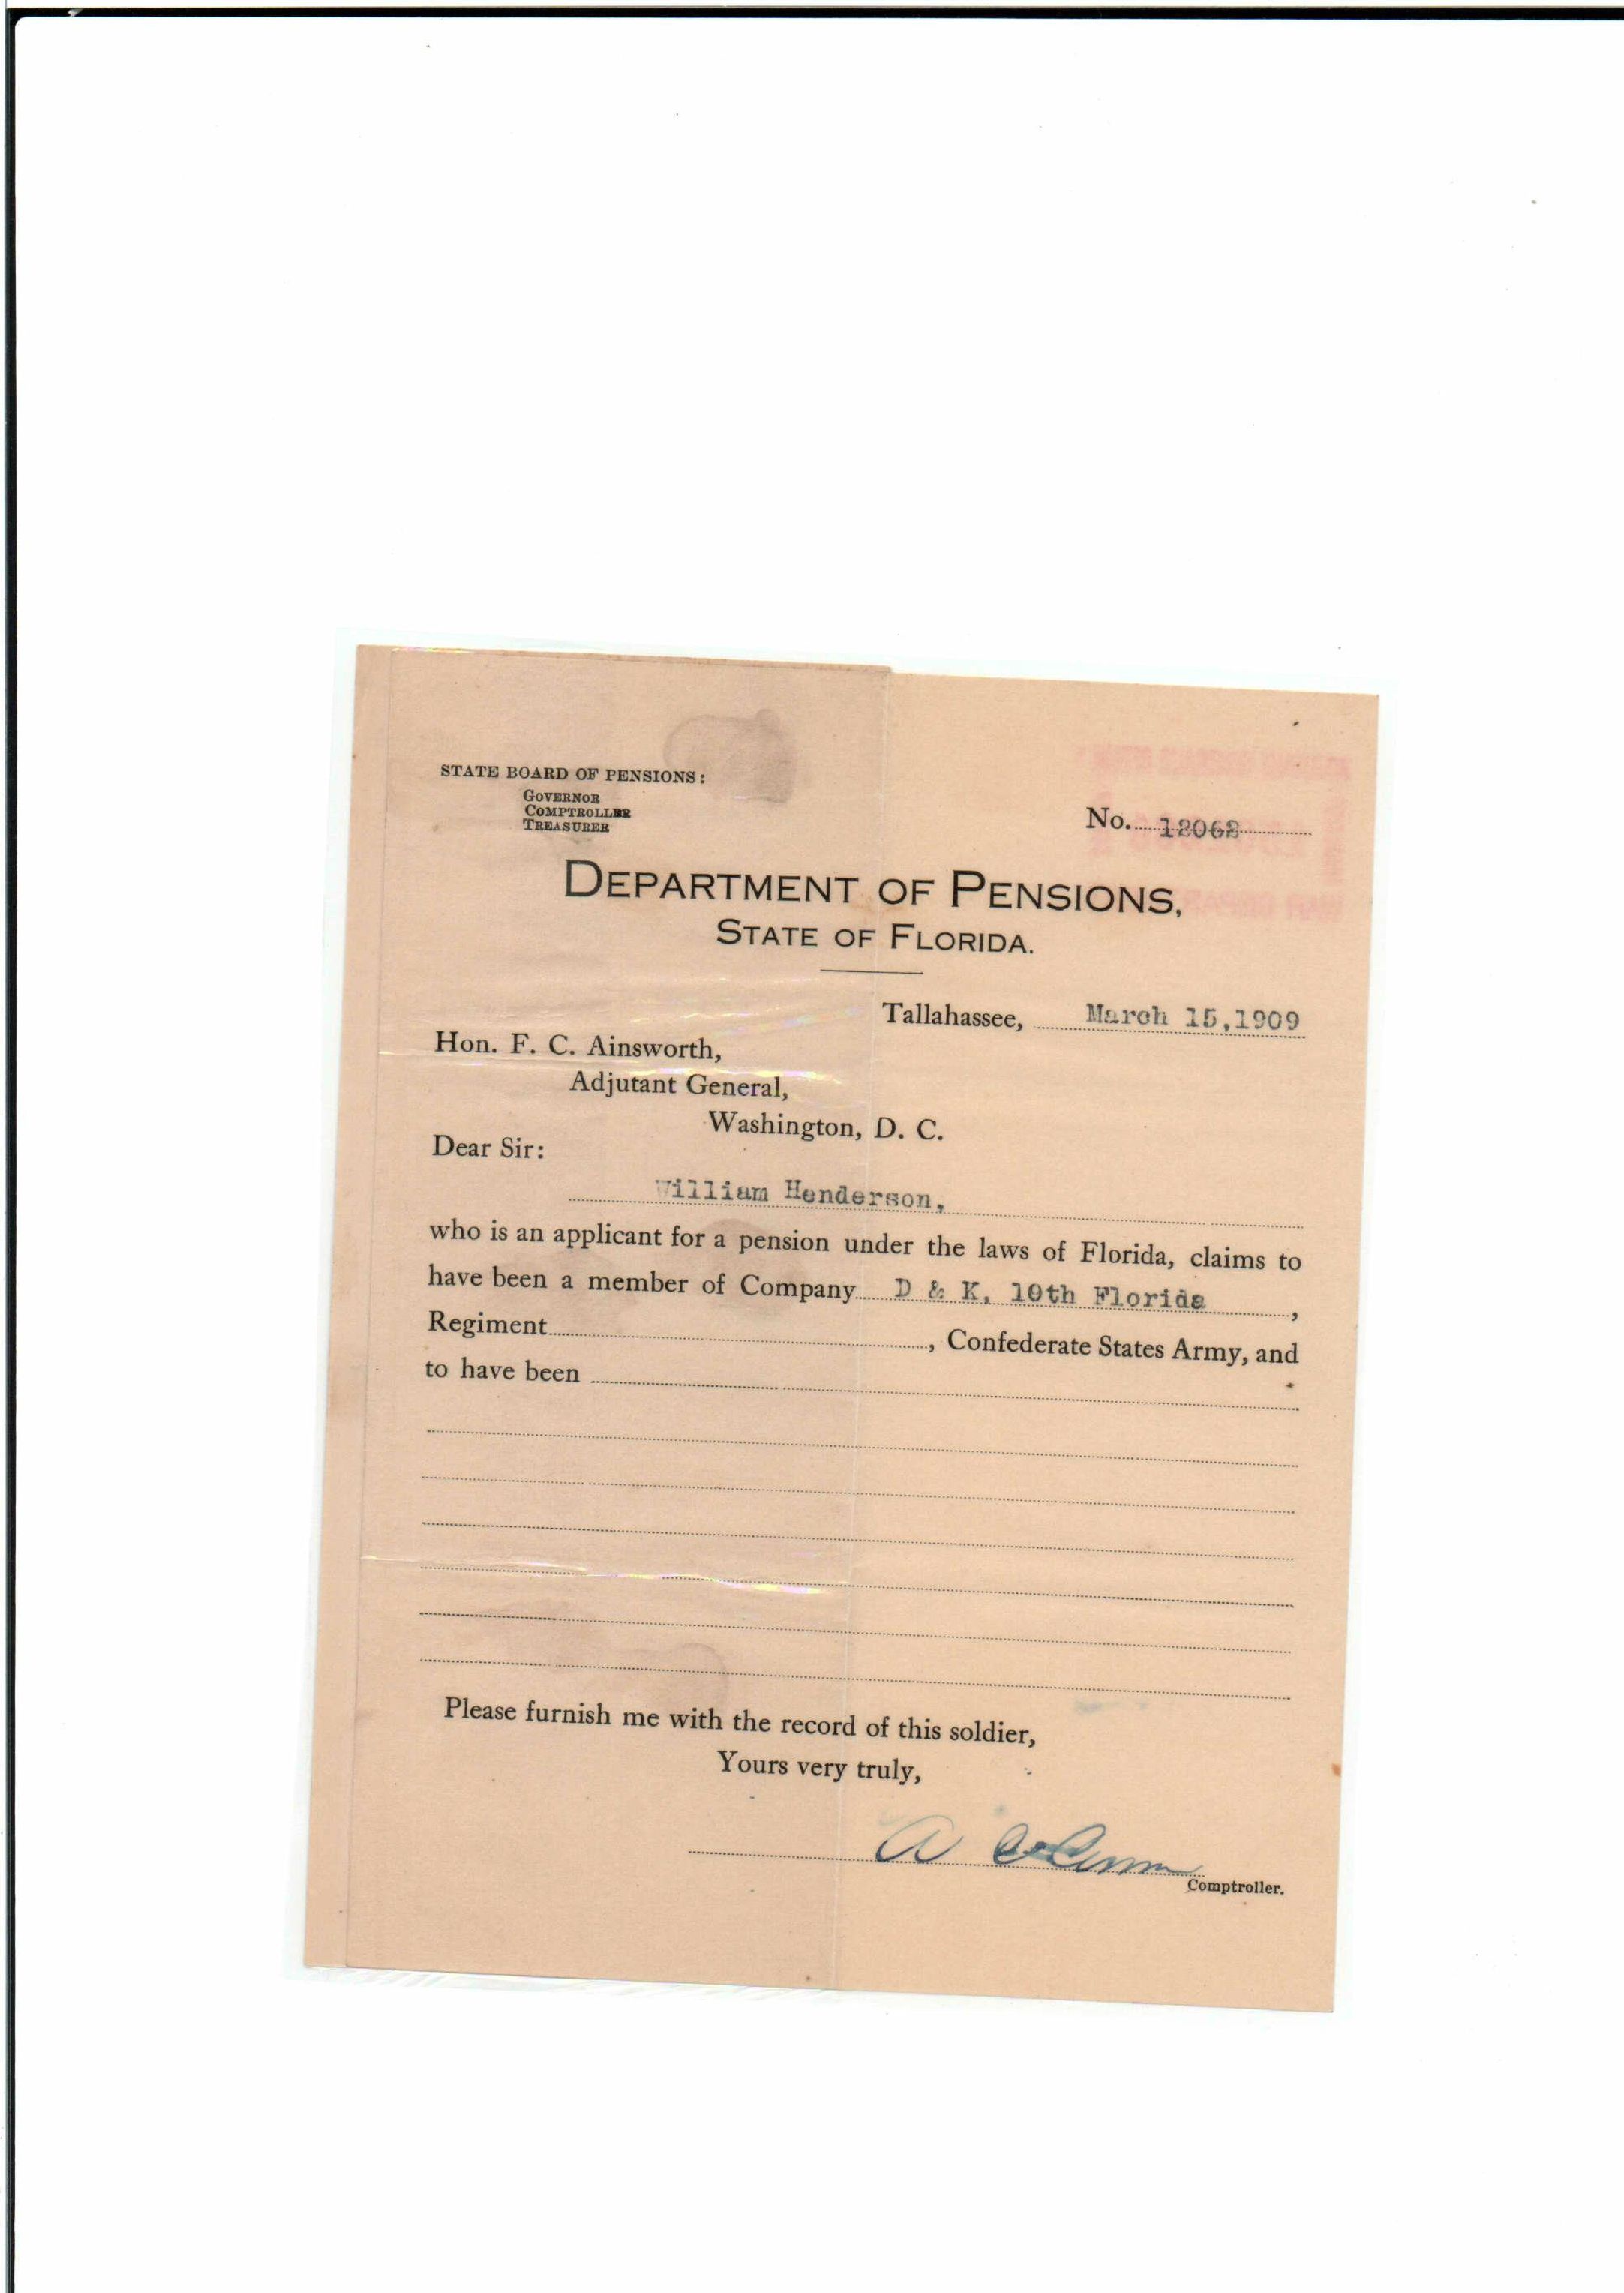 STATE BOARD OF PENSIONS:
GOVERNOR
COMPTROLLER
TREASURER
No. 12062
DEPARTMENT OF PENSIONS,
STATE OF FLORIDA.
Tallahassee, March 15,1909
Hon. F. C. Ainsworth,
Adjutant General,
Washington, D. C.
Dear Sir:
William Henderson,
who is an applicant for a pension under the laws of Florida, claims to
have been a member of Company D & K, 10th Florida,
Regiment, Confederate States Army, and
to have been
Please furnish me with the record of this soldier,
Yours very truly,
A
Comptroller.